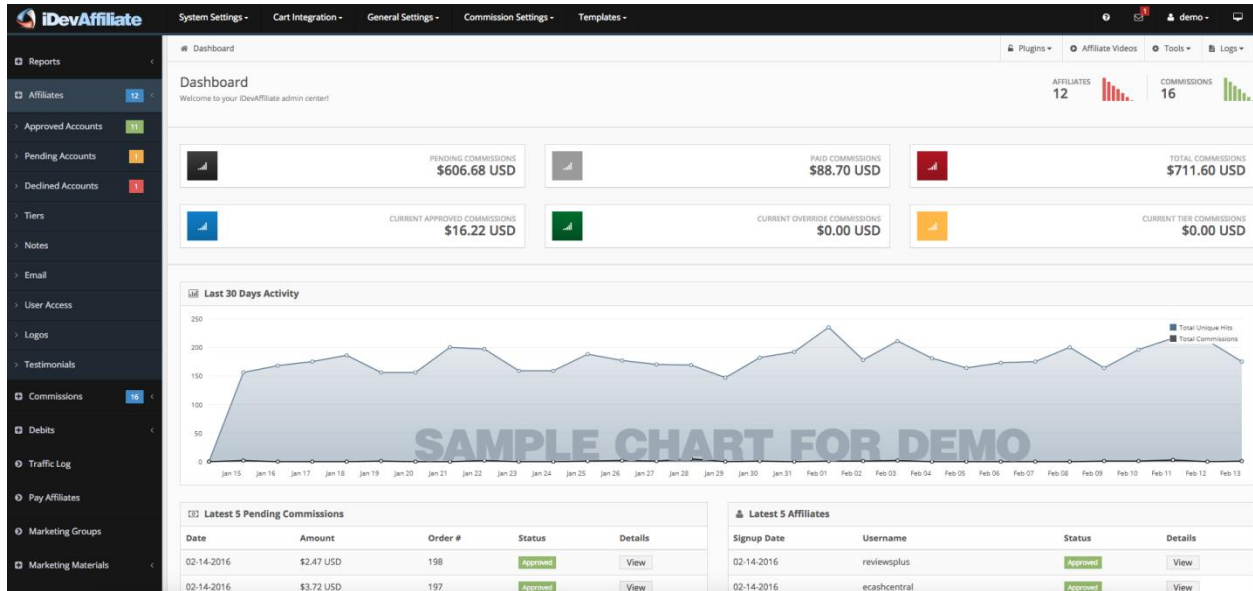 iDevAffiliate
System Settings
Cart Integration
General Settings
Commission Settings
Templates
1
demo
Reports
Affiliates 12
Approved Accounts 11
Pending Accounts 1
Declined Accounts 1
Tiers
Notes
Email
User Access
Logos
Testimonials
Commissions 16
Debits
Traffic Log
Pay Affiliates
Marketing Groups
Marketing Materials
Dashboard
Plugins
Affiliate Videos
Tools
Logs
Dashboard
Welcome to your iDevAffiliate admin center!
AFFILIATES
12
COMMISSIONS
16
PENDING COMMISSIONS
$606.68 USD
PAID COMMISSIONS
$88.70 USD
TOTAL COMMISSIONS
$711.60 USD
CURRENT APPROVED COMMISSIONS
$16.22 USD
CURRENT OVERRIDE COMMISSIONS
$0.00 USD
CURRENT TIER COMMISSIONS
$0.00 USD
Last 30 Days Activity
250
200
150
100
50
0
Total Unique Hits
Total Commissions
SAMPLE CHART FOR DEMO
Jan 15 Jan 16 Jan 17 Jan 18 Jan 19 Jan 20 Jan 21 Jan 22 Jan 23 Jan 24 Jan 25 Jan 26 Jan 27 Jan 28 Jan 29 Jan 30 Jan 31 Feb 01 Feb 02 Feb 03 Feb 04 Feb 05 Feb 06 Feb 07 Feb 08 Feb 09 Feb 10 Feb 11 Feb 12 Feb 13
Latest 5 Pending Commissions
Date Amount Order # Status Details
02-14-2016 $2.47 USD 198 Approved View
02-14-2016 $3.72 USD 197 Approved View
Latest 5 Affiliates
Signup Date Username Status Details
02-14-2016 reviewsplus Approved View
02-14-2016 ecashcentral Approved View